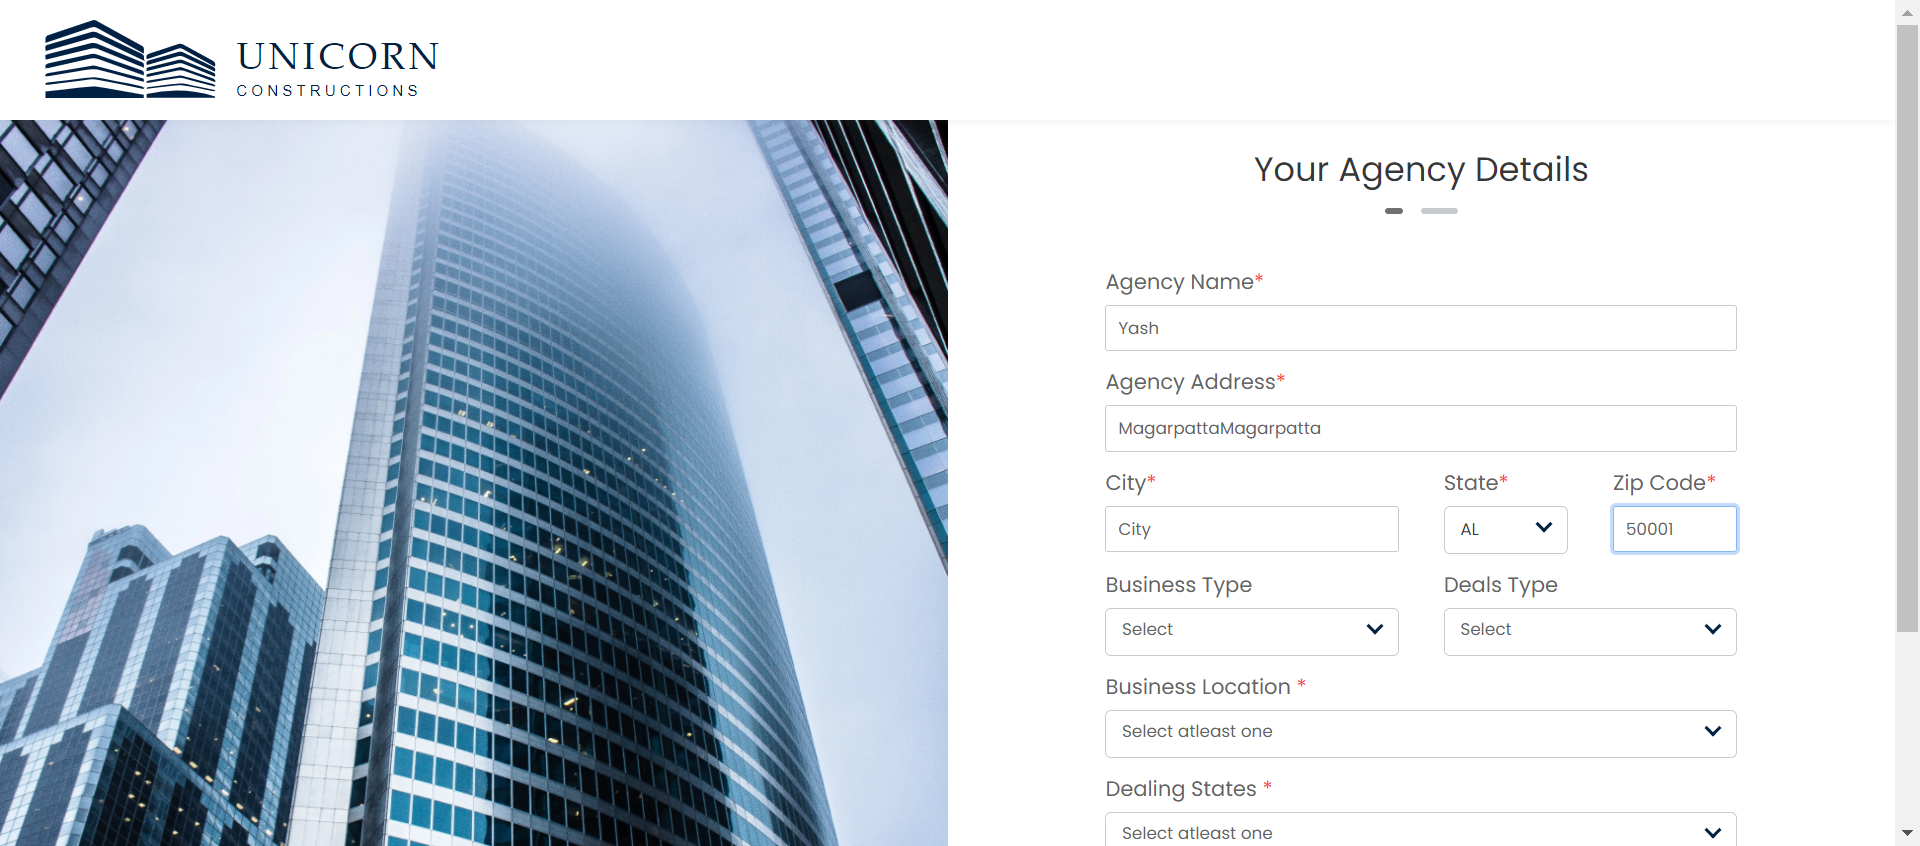 UNICORN
CONSTRUCTIONS
Your Agency Details
Agency Name*
Yash
Agency Address*
MagarpattaMagarpatta
City* State* Zip Code*
City AL 50001
Business Type Deals Type
Select Select
Business Location *
Select atleast one
Dealing States *
Select atleast one